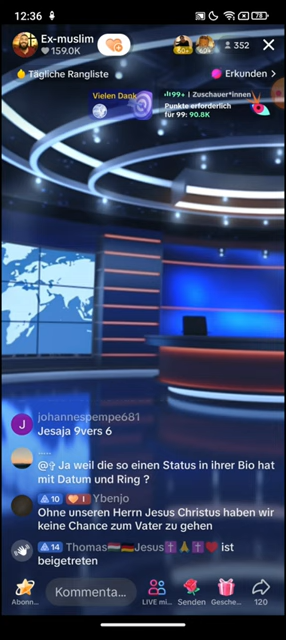 12:36
78
Ex-muslim
159.0K
352
Tägliche Rangliste
Erkunden >
Vielen Dank
99+ | Zuschauer*innen
Punkte erforderlich
für 99: 90.8K
J
johannespempe681
Jesaja 9vers 6
.....
@✞ Ja weil die so einen Status in ihrer Bio hat
mit Datum und Ring ?
10 I Ybenjo
Ohne unseren Herrn Jesus Christus haben wir
keine Chance zum Vater zu gehen
14 Thomas🇭🇺🇩🇪Jesus✝️🙏✝️❤️ ist
beigetreten
Kommenta...
Abonn...
LIVE mi...
Senden
Gesche...
120